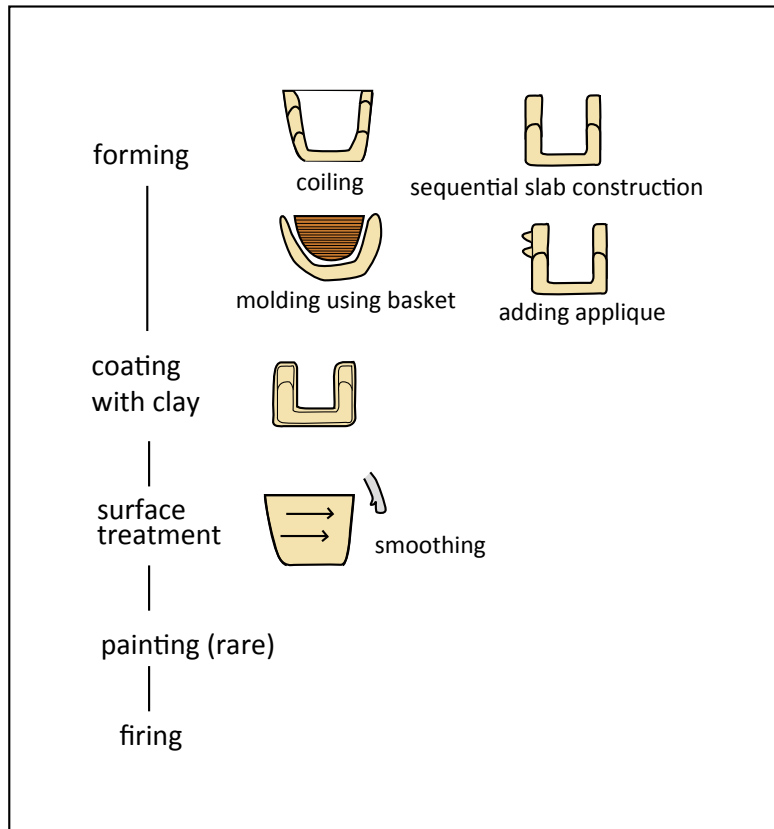 forming
coiling
sequential slab construction
molding using basket
adding applique
coating
with clay
surface
treatment
smoothing
painting (rare)
firing